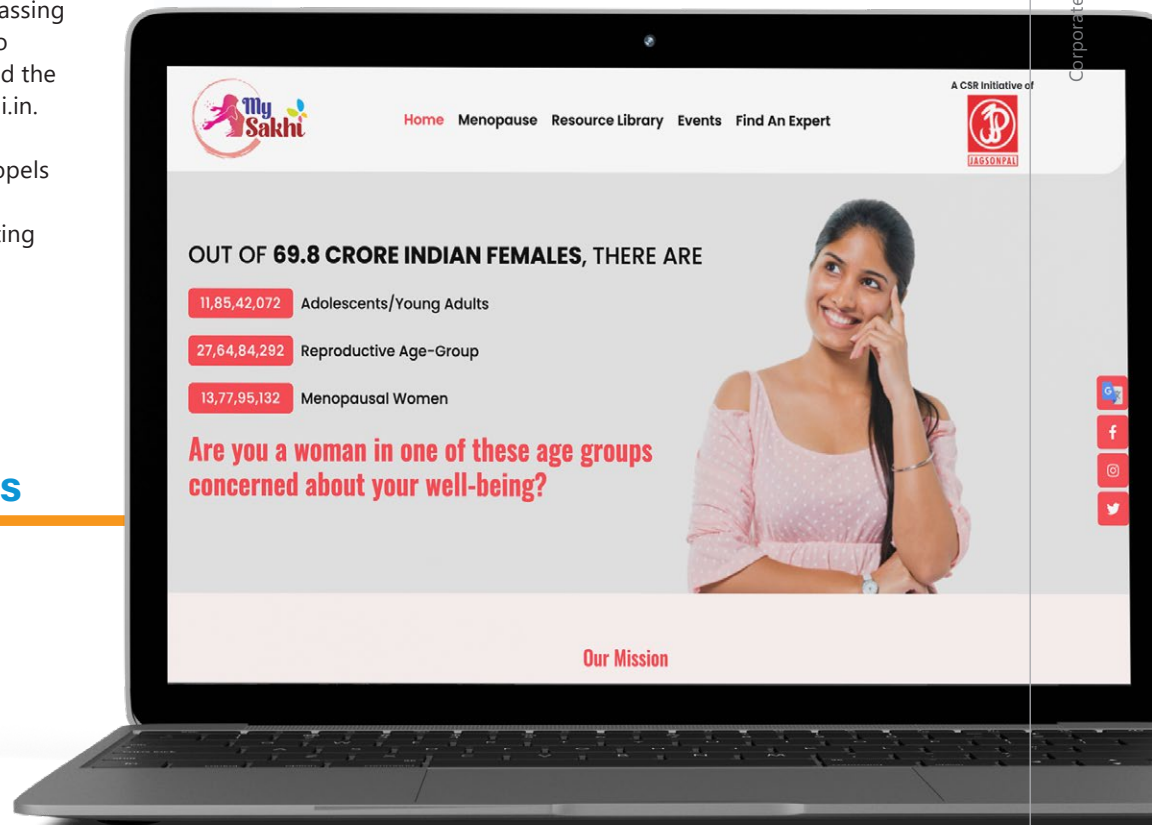 assing
o
d the
i.in.
opels
ting
s
Corporate
My
Sakhi
Home Menopause Resource Library Events Find An Expert
A CSR Initiative of
JAGSONPAL
OUT OF 69.8 CRORE INDIAN FEMALES, THERE ARE
11,85,42,072 Adolescents/Young Adults
27,64,84,292 Reproductive Age-Group
13,77,95,132 Menopausal Women
Are you a woman in one of these age groups
concerned about your well-being?
Our Mission